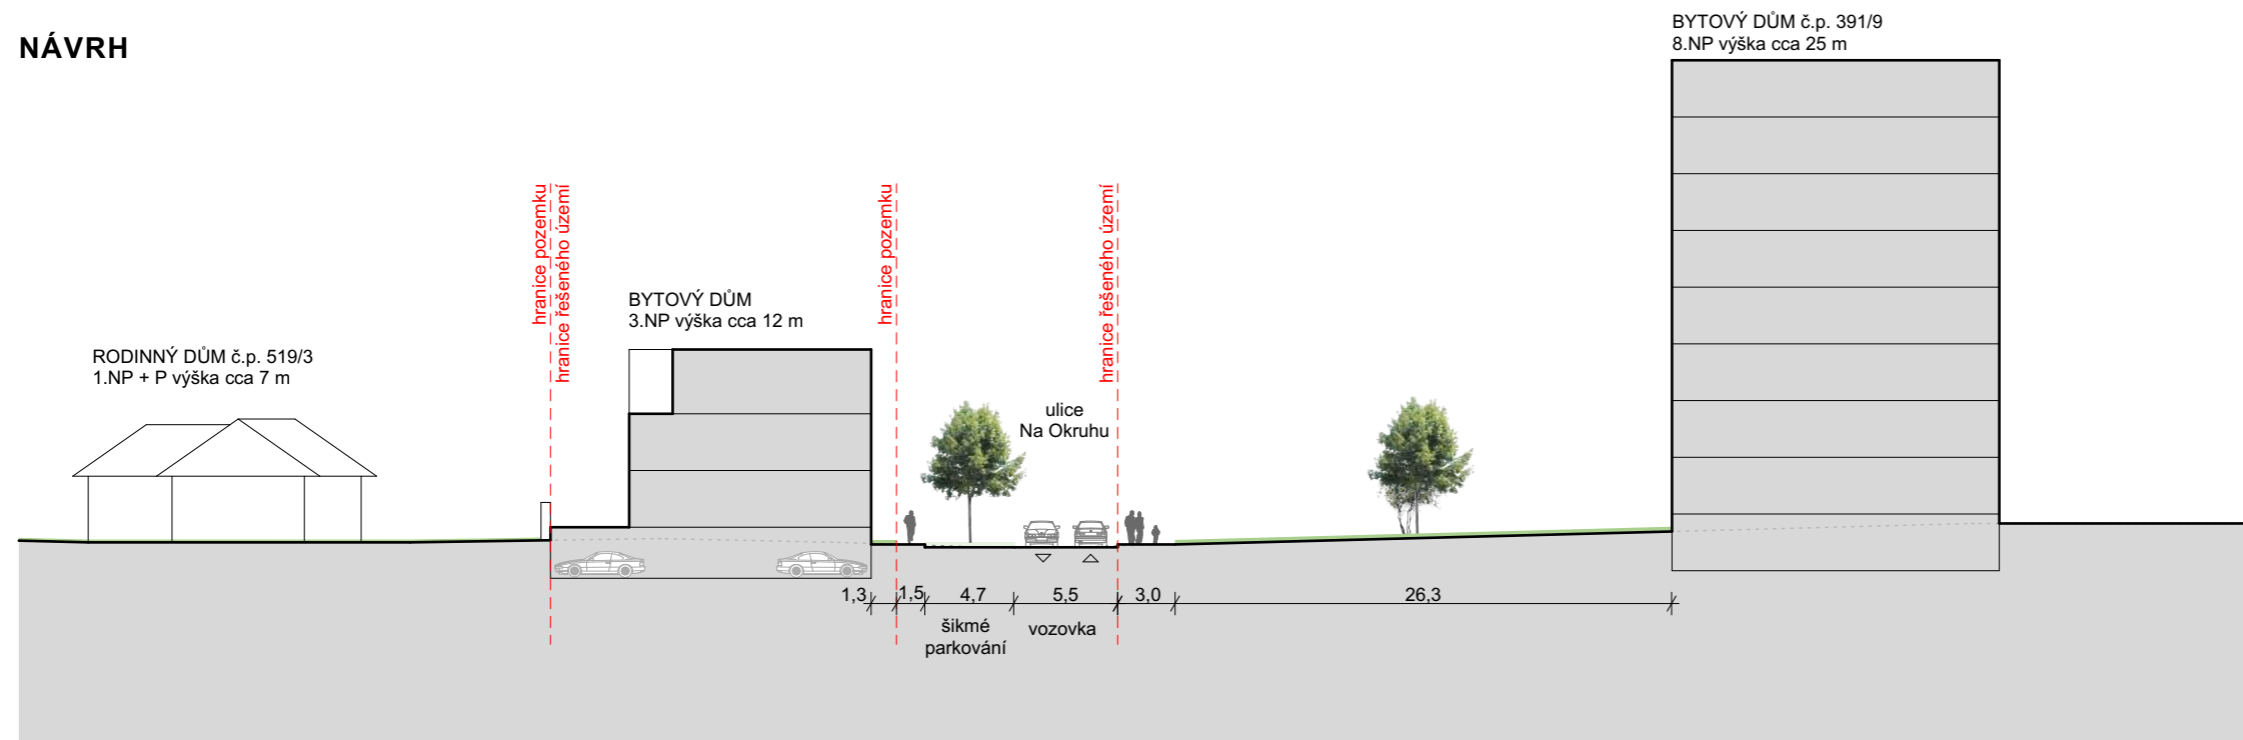 NÁVRH
BYTOVÝ DŮM č.p. 391/9
8.NP výška cca 25 m
hranice pozemku
hranice řešeného území
hranice pozemku
hranice řešeného území
BYTOVÝ DŮM
3.NP výška cca 12 m
RODINNÝ DŮM č.p. 519/3
1.NP + P výška cca 7 m
ulice
Na Okruhu
1,3
1,5
4,7
5,5
3,0
26,3
šikmé
parkování
vozovka